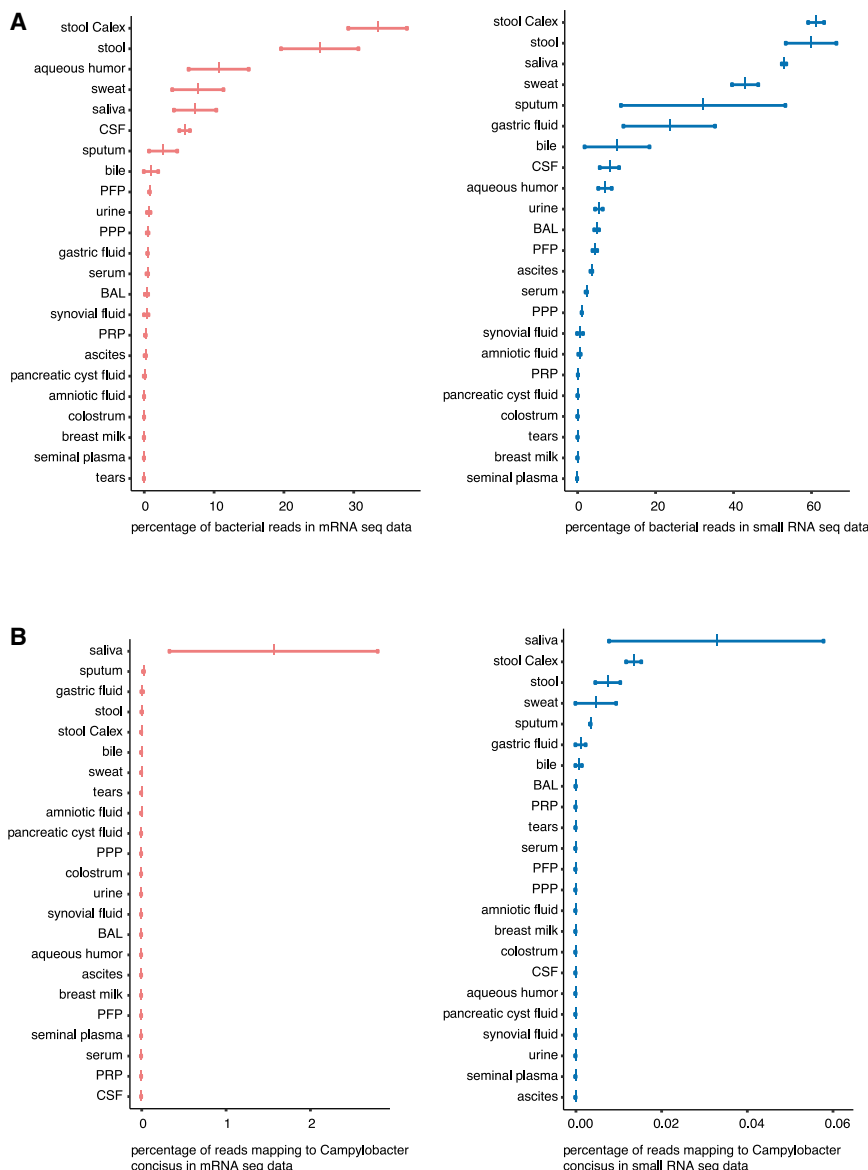 A
stool Calex
stool
aqueous humor
sweat
saliva
CSF
sputum
bile
PFP
urine
PPP
gastric fluid
serum
BAL
synovial fluid
PRP
ascites
pancreatic cyst fluid
amniotic fluid
colostrum
breast milk
seminal plasma
tears
0 10 20 30
percentage of bacterial reads in mRNA seq data
stool Calex
stool
saliva
sweat
sputum
gastric fluid
bile
CSF
aqueous humor
urine
BAL
PFP
ascites
serum
PPP
synovial fluid
amniotic fluid
PRP
pancreatic cyst fluid
colostrum
tears
breast milk
seminal plasma
0 20 40 60
percentage of bacterial reads in small RNA seq data
B
saliva
sputum
gastric fluid
stool
stool Calex
bile
sweat
tears
amniotic fluid
pancreatic cyst fluid
PPP
colostrum
urine
synovial fluid
BAL
aqueous humor
ascites
breast milk
PFP
seminal plasma
serum
PRP
CSF
0 1 2
percentage of reads mapping to Campylobacter
concisus in mRNA seq data
saliva
stool Calex
stool
sweat
sputum
gastric fluid
bile
BAL
PRP
tears
serum
PFP
PPP
amniotic fluid
breast milk
colostrum
CSF
aqueous humor
pancreatic cyst fluid
synovial fluid
urine
seminal plasma
ascites
0.00 0.02 0.04 0.06
percentage of reads mapping to Campylobacter
concisus in small RNA seq data